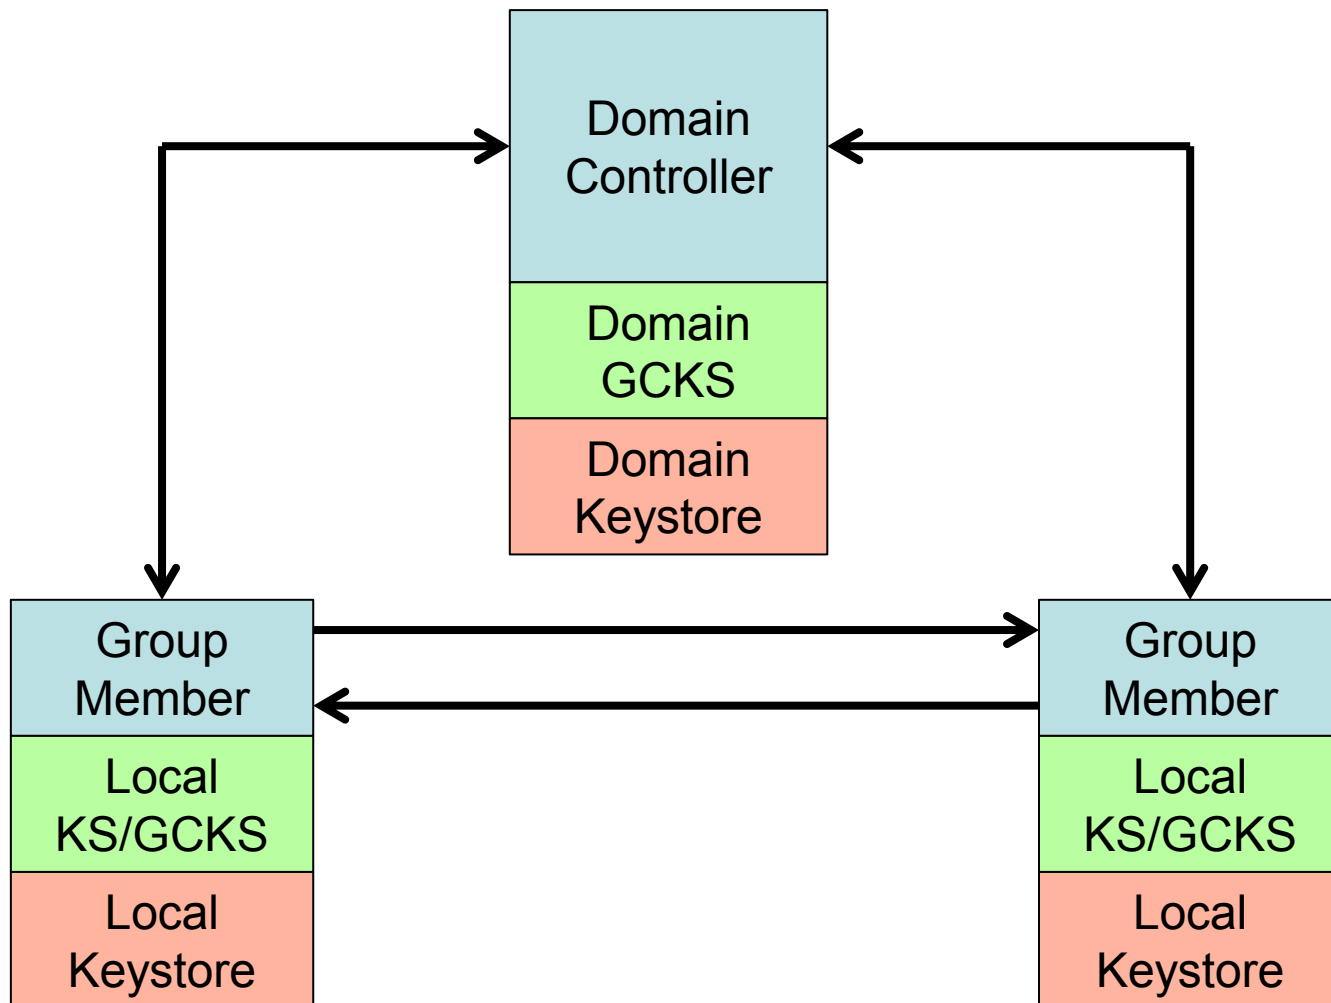 Domain
Controller
Domain
GCKS
Domain
Keystore
Group
Member
Local
KS/GCKS
Local
Keystore
Group
Member
Local
KS/GCKS
Local
Keystore